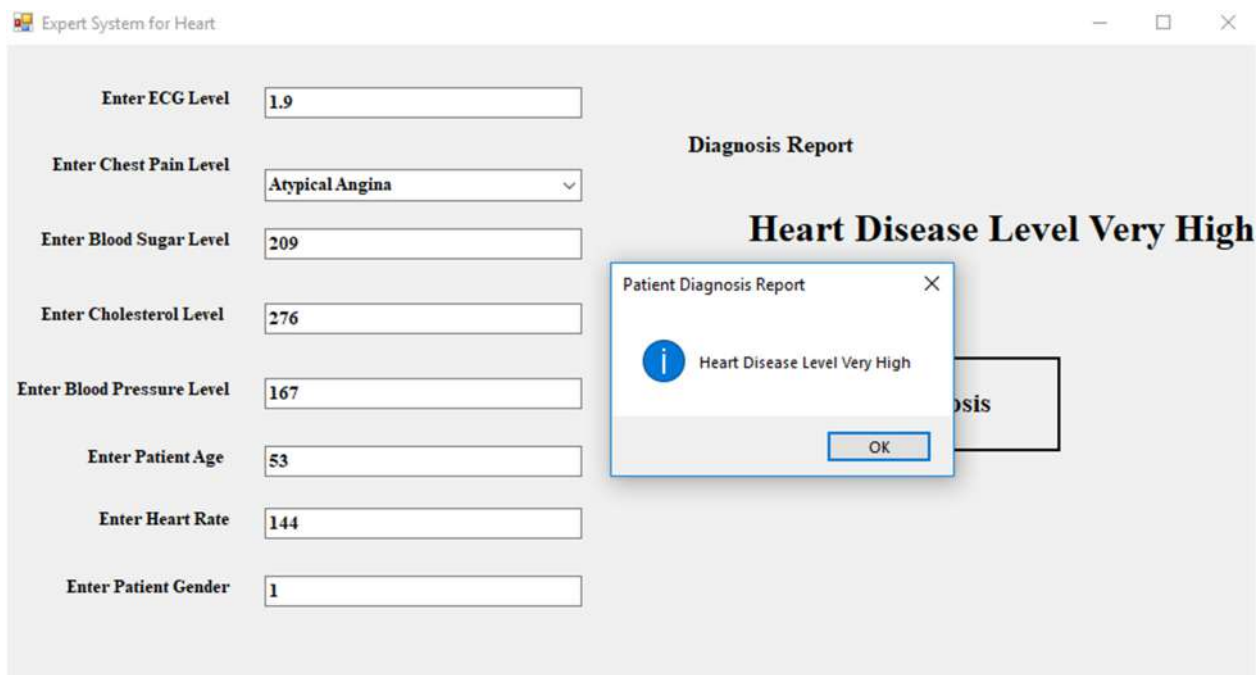 Expert System for Heart
Enter ECG Level
1.9
Enter Chest Pain Level
Atypical Angina
Enter Blood Sugar Level
209
Enter Cholesterol Level
276
Enter Blood Pressure Level
167
Enter Patient Age
53
Enter Heart Rate
144
Enter Patient Gender
1
Diagnosis Report
Heart Disease Level Very High
Patient Diagnosis Report
Heart Disease Level Very High
OK